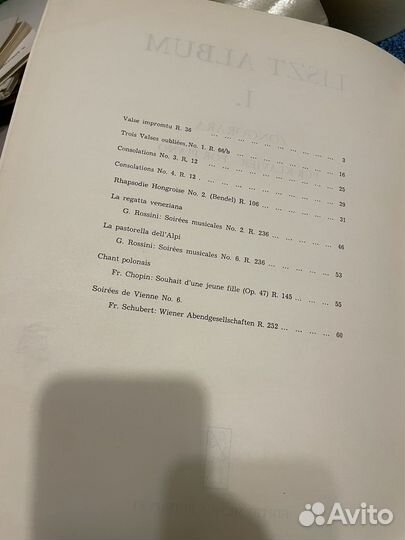 LISZT ALBUM
I.
ZONGORÁRA
Valse impromptu R. 36 ... ... ... ... ... ... ... 3
Trois Valses oubliées, No. 1. R. 66/b ... ... ... ... 16
Consolations No. 3. R. 12 ... ... ... ... ... ... 25
Consolations No. 4. R. 12 . ... ... ... ... ... ... 29
Rhapsodie Hongroise No. 2. (Bendel) R. 106 ... ... ... ... 31
La regatta veneziana
G. Rossini: Soirées musicales No. 2. R. 236 ... ... ... ... 46
La pastorella dell'Alpi
G. Rossini: Soirées musicales No. 6. R. 236 ... ... ... ... 53
Chant polonais
Fr. Chopin: Souhait d'une jeune fille (Op. 47) R. 145 ... ... ... 55
Soirées de Vienne No. 6.
Fr. Schubert: Wiener Abendgesellschaften R. 252 ... ... ... ... 60
Avito